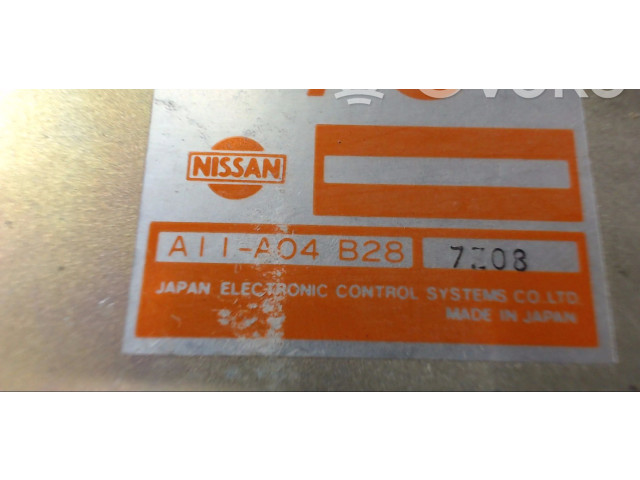 NISSAN
A11-A04 B28
JAPAN ELECTRONIC CONTROL SYSTEMS CO.LTD.
MADE IN JAPAN